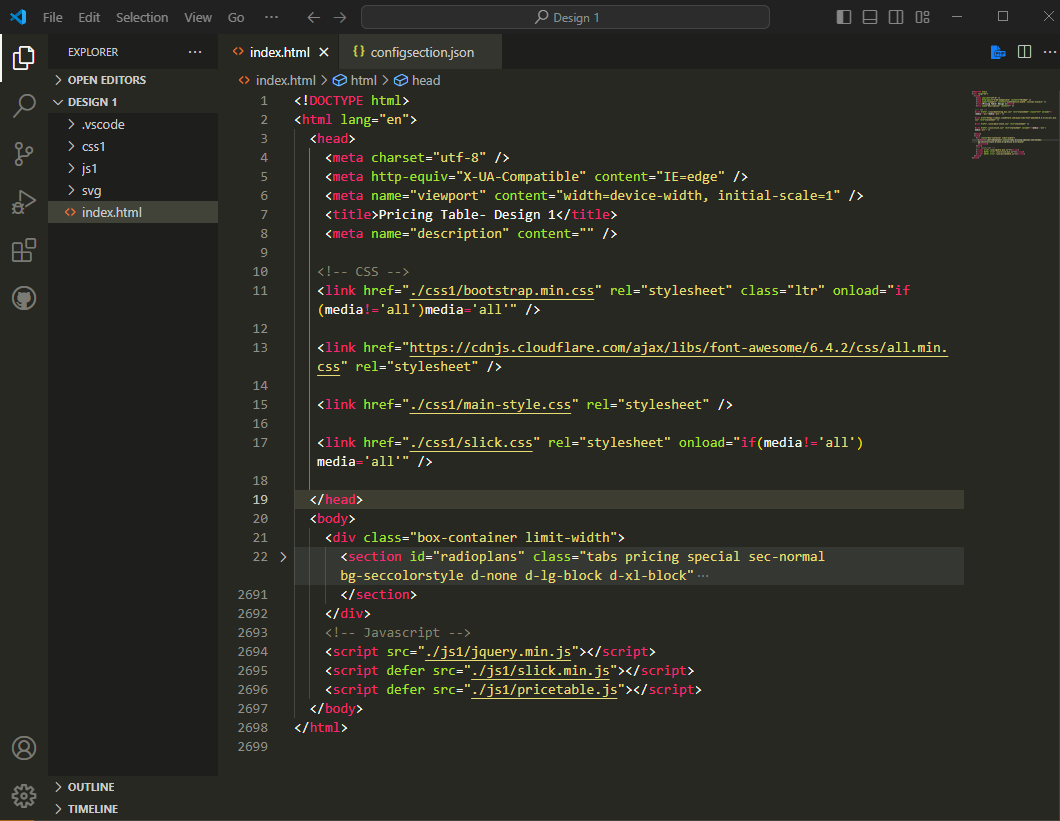 File Edit Selection View Go ··· ← → Design 1
EXPLORER ···
OPEN EDITORS
DESIGN 1
.vscode
css1
js1
svg
<> index.html
OUTLINE
TIMELINE
<> index.html × {} configsection.json ···
<> index.html > html > head
1 <!DOCTYPE html>
2 <html lang="en">
3 <head>
4 <meta charset="utf-8" />
5 <meta http-equiv="X-UA-Compatible" content="IE=edge" />
6 <meta name="viewport" content="width=device-width, initial-scale=1" />
7 <title>Pricing Table- Design 1</title>
8 <meta name="description" content="" />
9
10 <!-- CSS -->
11 <link href="./css1/bootstrap.min.css" rel="stylesheet" class="ltr" onload="if
(media!='all')media='all'" />
12
13 <link href="https://cdnjs.cloudflare.com/ajax/libs/font-awesome/6.4.2/css/all.min.
css" rel="stylesheet" />
14
15 <link href="./css1/main-style.css" rel="stylesheet" />
16
17 <link href="./css1/slick.css" rel="stylesheet" onload="if(media!='all')
media='all'" />
18
19 </head>
20 <body>
21 <div class="box-container limit-width">
22 <section id="radioplans" class="tabs pricing special sec-normal
bg-seccolorstyle d-none d-lg-block d-xl-block"···
2691 </section>
2692 </div>
2693 <!-- Javascript -->
2694 <script src="./js1/jquery.min.js"></script>
2695 <script defer src="./js1/slick.min.js"></script>
2696 <script defer src="./js1/pricetable.js"></script>
2697 </body>
2698 </html>
2699